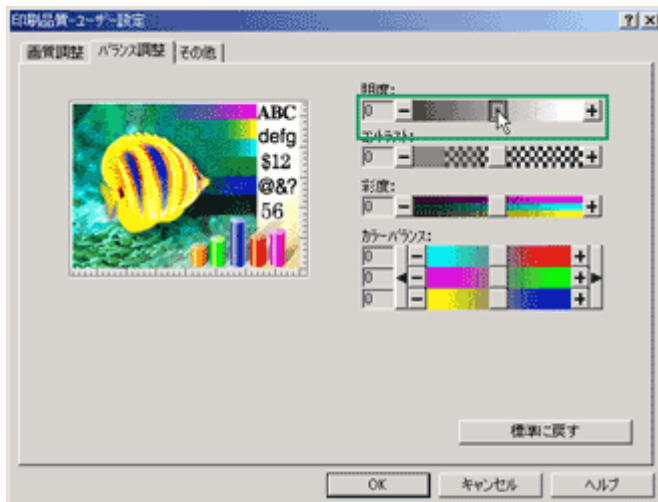 印刷品質-ユーザー設定
画質調整 バランス調整 その他
ABC
defg
$12
@&?
56
明度:
0 - +
コントラスト:
0 - +
彩度:
0 - +
カラーバランス:
0 - +
0 - +
0 - +
標準に戻す
OK キャンセル ヘルプ